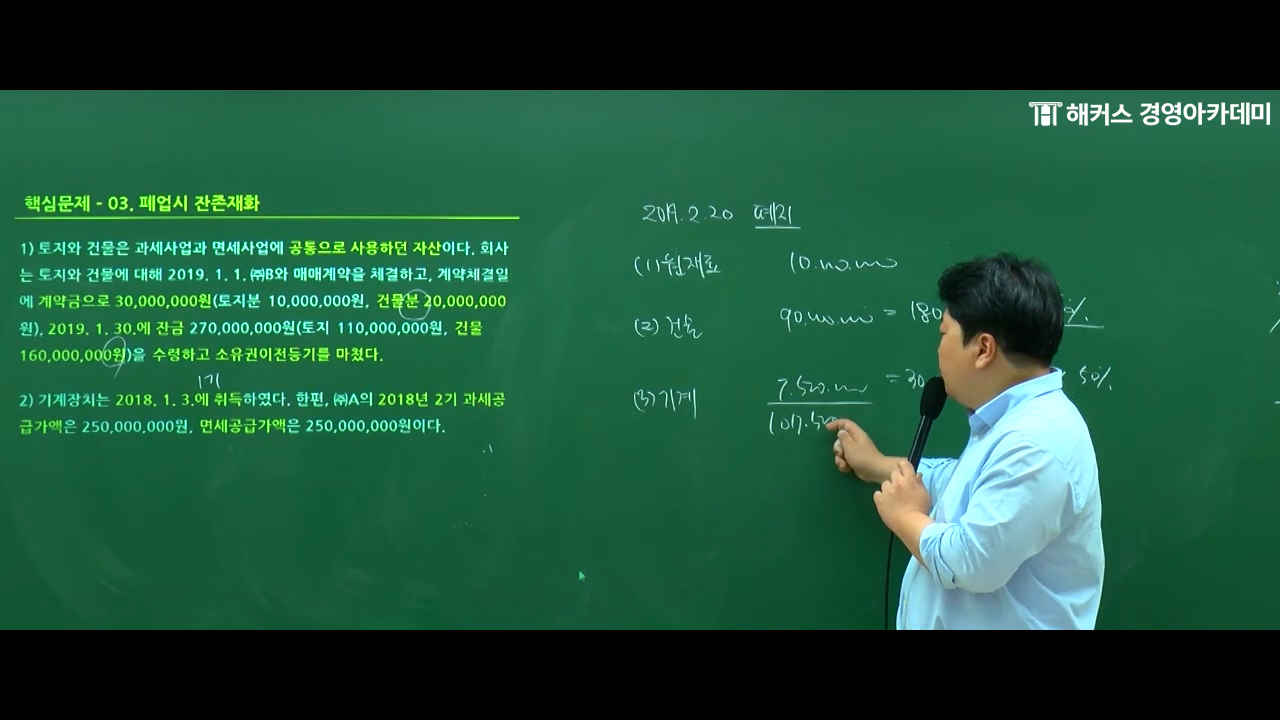 해커스 경영아카데미
핵심문제 - 03. 폐업시 잔존재화
1) 토지와 건물은 과세사업과 면세사업에 공통으로 사용하던 자산이다. 회사
는 토지와 건물에 대해 2019. 1. 1. ㈜B와 매매계약을 체결하고, 계약체결일
에 계약금으로 30,000,000원(토지분 10,000,000원, 건물분 20,000,000
원), 2019. 1. 30.에 잔금 270,000,000원(토지 110,000,000원, 건물
160,000,000원)을 수령하고 소유권이전등기를 마쳤다.
1기
2) 기계장치는 2018. 1. 3.에 취득하였다. 한편, ㈜A의 2018년 2기 과세공
급가액은 250,000,000원, 면세공급가액은 250,000,000원이다.
2019. 2. 20 폐지
(1) 원재료 10.000.000
(2) 건물 90.000.000 = 180 %
(3) 기계 7.500.000 = 30 50%
107.500